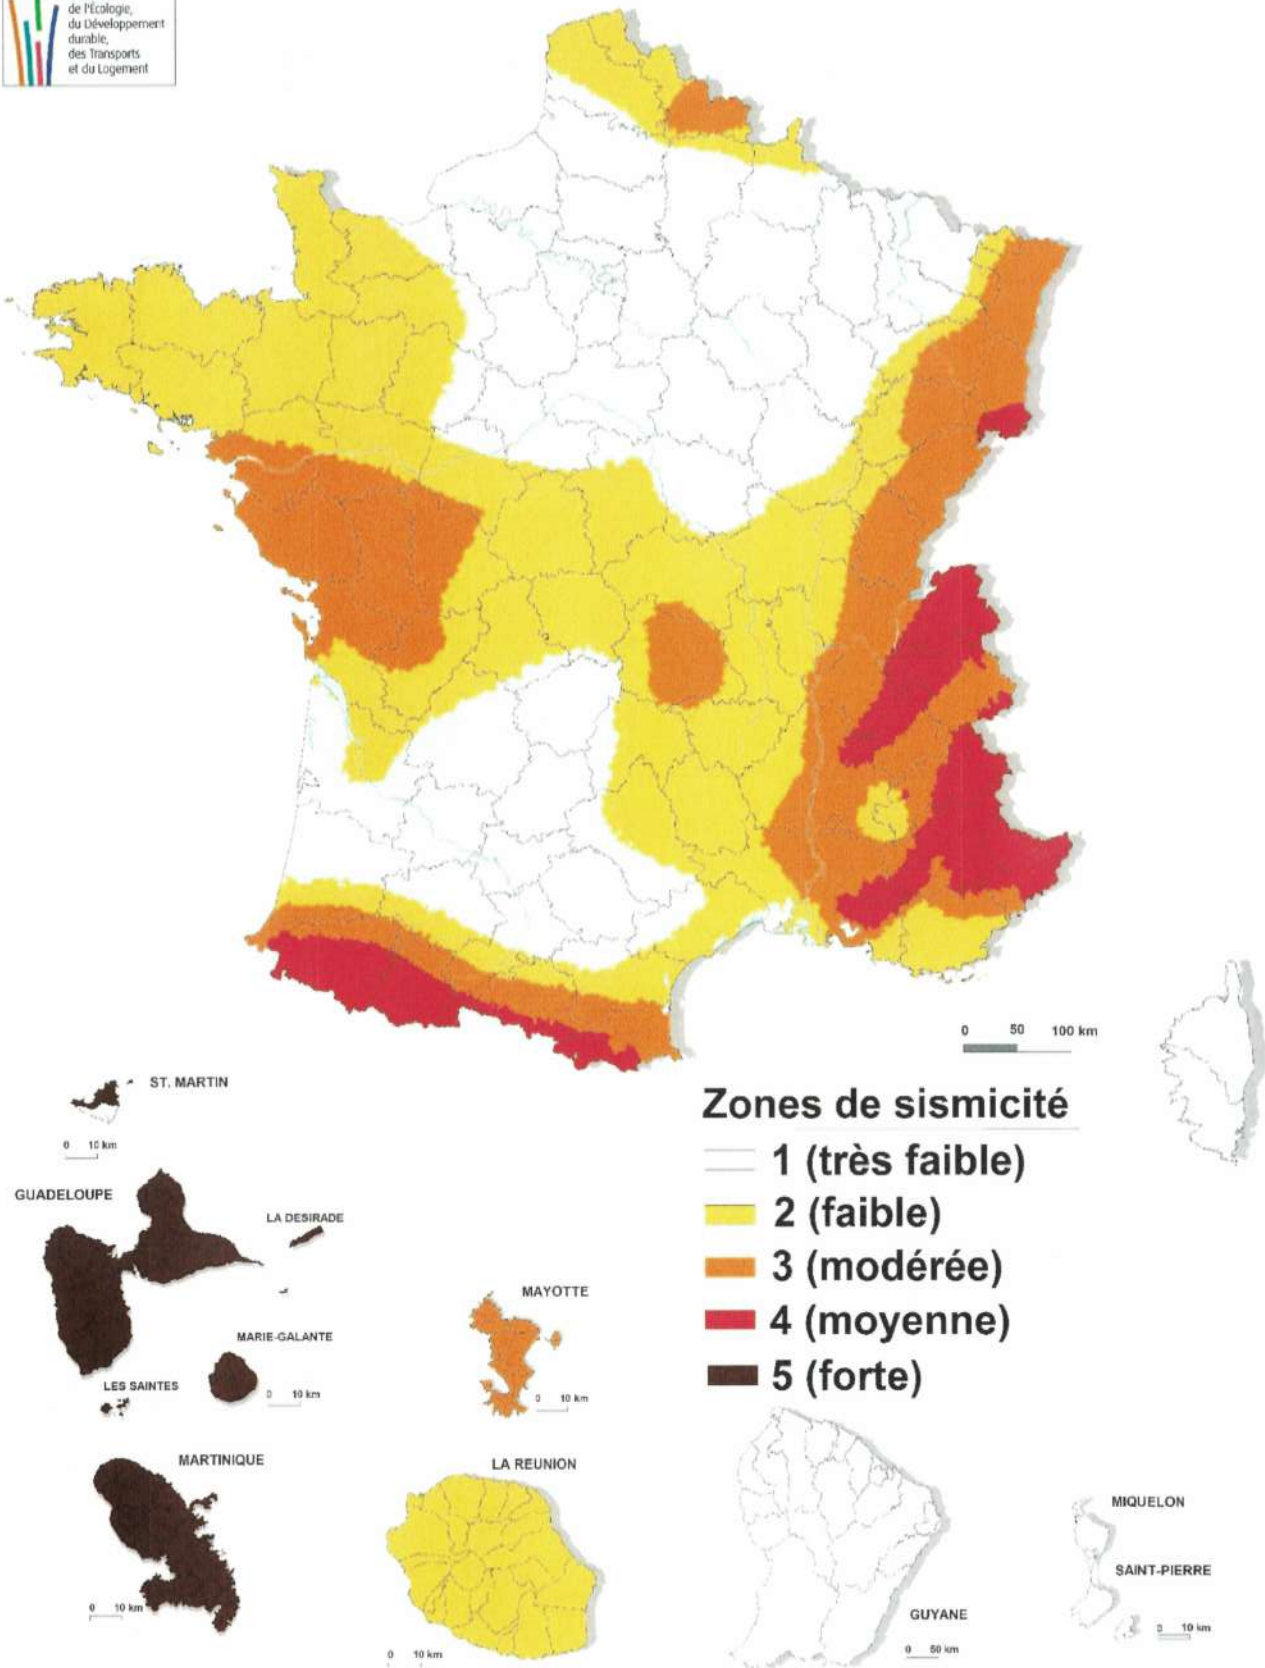 de l'Écologie,
du Développement
durable,
des Transports
et du Logement
0 50 100 km
ST. MARTIN
0 10 km
Zones de sismicité
1 (très faible)
2 (faible)
3 (modérée)
4 (moyenne)
5 (forte)
GUADELOUPE
LA DESIRADE
MARIE-GALANTE
LES SAINTES
0 10 km
MAYOTTE
0 10 km
MARTINIQUE
0 10 km
LA REUNION
0 10 km
GUYANE
0 50 km
MIQUELON
SAINT-PIERRE
0 10 km